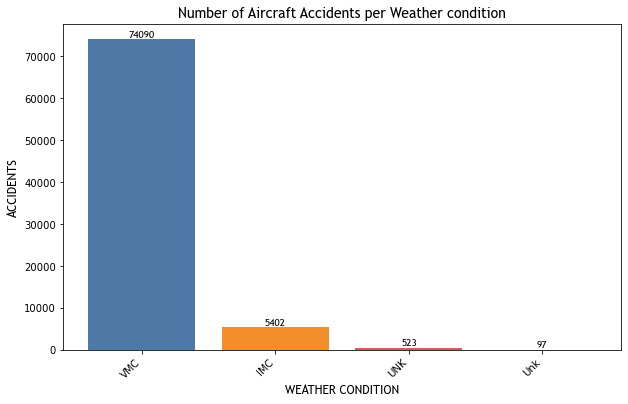 Number of Aircraft Accidents per Weather condition
74090
70000
60000
50000
40000
30000
20000
10000
0
5402
523
97
ACCIDENTS
VMC
IMC
UNK
Unk
WEATHER CONDITION